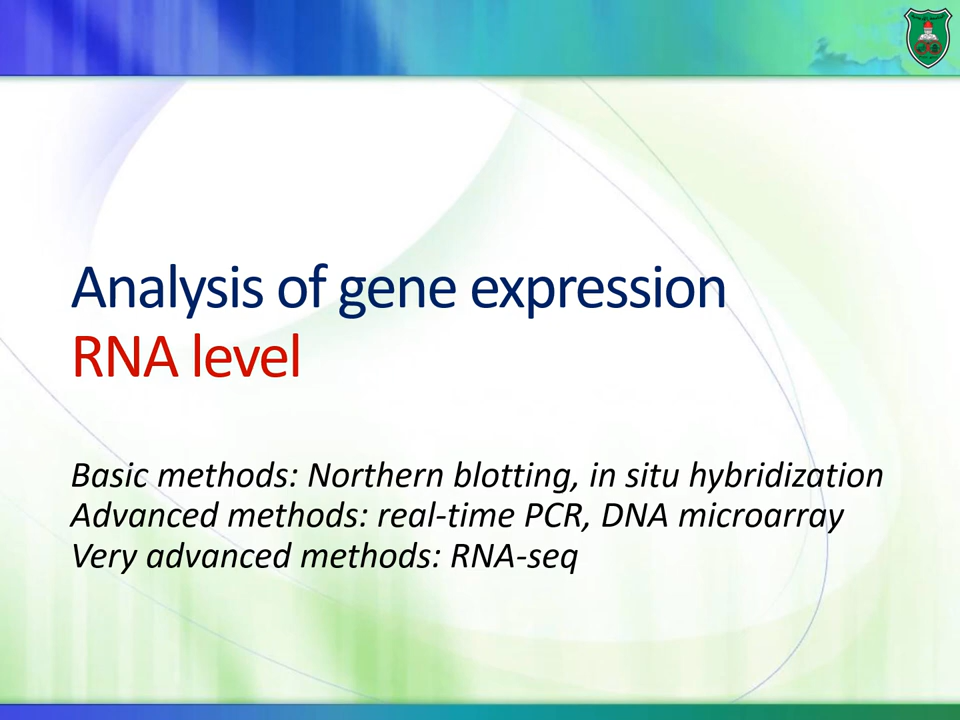 Analysis of gene expression
RNA level
Basic methods: Northern blotting, in situ hybridization
Advanced methods: real-time PCR, DNA microarray
Very advanced methods: RNA-seq